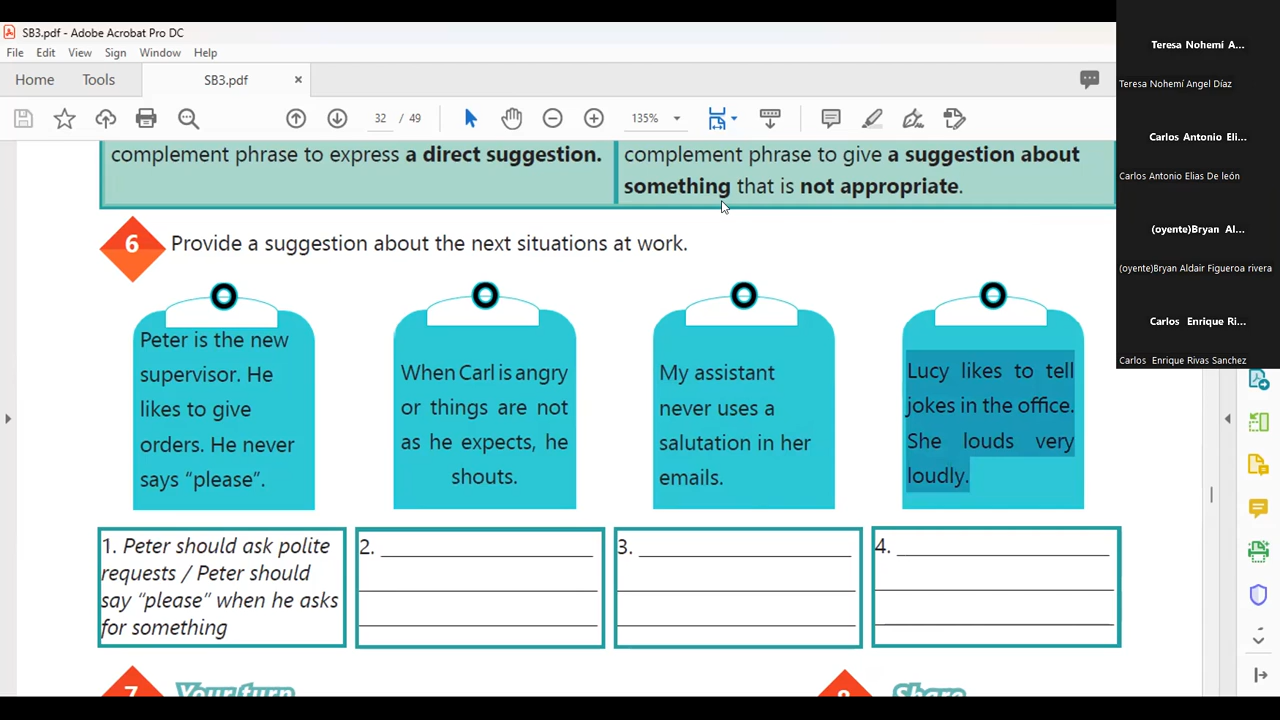 SB3.pdf - Adobe Acrobat Pro DC
File Edit View Sign Window Help
Home Tools SB3.pdf ×
32 / 49 135%
complement phrase to express a direct suggestion.
complement phrase to give a suggestion about
something that is not appropriate.
6 Provide a suggestion about the next situations at work.
Peter is the new
supervisor. He
likes to give
orders. He never
says “please”.
When Carl is angry
or things are not
as he expects, he
shouts.
My assistant
never uses a
salutation in her
emails.
Lucy likes to tell
jokes in the office.
She louds very
loudly.
1. Peter should ask polite
requests / Peter should
say “please” when he asks
for something
2.
3.
4.
7 Your turn
8 Share
Teresa Nohemí A...
Teresa Nohemí Angel Díaz
Carlos Antonio Eli...
Carlos Antonio Elias De león
(oyente)Bryan Al...
(oyente)Bryan Aldair Figueroa rivera
Carlos Enrique Ri...
Carlos Enrique Rivas Sanchez